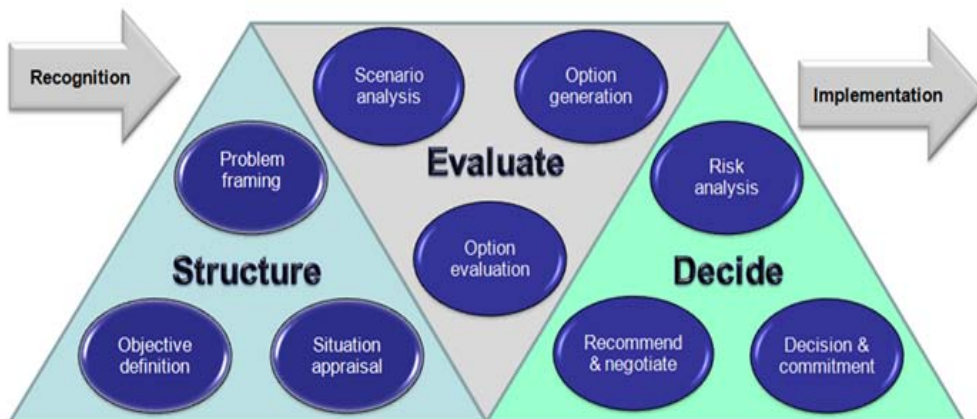 Recognition
Problem
framing
Structure
Objective
definition
Situation
appraisal
Scenario
analysis
Option
generation
Evaluate
Option
evaluation
Risk
analysis
Decide
Recommend
& negotiate
Decision &
commitment
Implementation